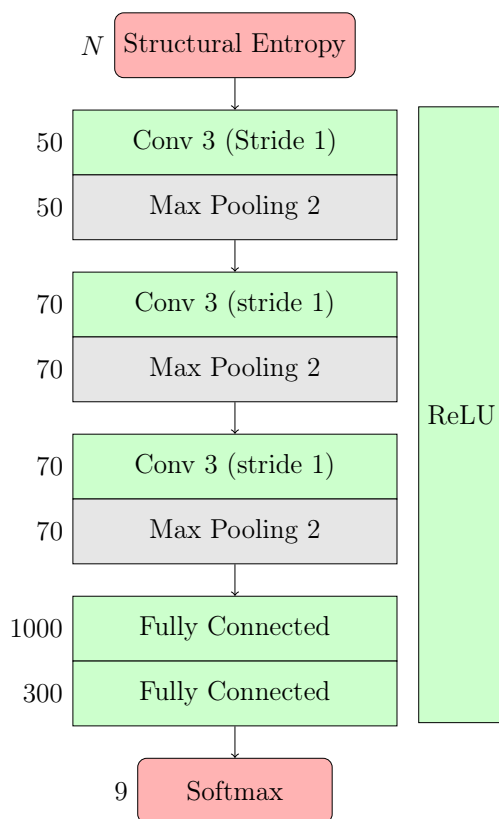 N Structural Entropy
50 Conv 3 (Stride 1)
50 Max Pooling 2
70 Conv 3 (stride 1)
70 Max Pooling 2
ReLU
70 Conv 3 (stride 1)
70 Max Pooling 2
1000 Fully Connected
300 Fully Connected
9 Softmax